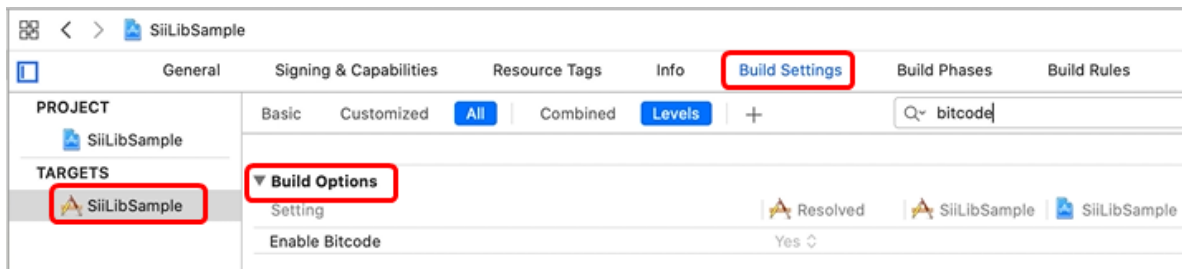 SiiLibSample
General Signing & Capabilities Resource Tags Info Build Settings Build Phases Build Rules
PROJECT
SiiLibSample
TARGETS
SiiLibSample
Basic Customized All Combined Levels + bitcode
Build Options
Setting Resolved SiiLibSample SiiLibSample
Enable Bitcode Yes